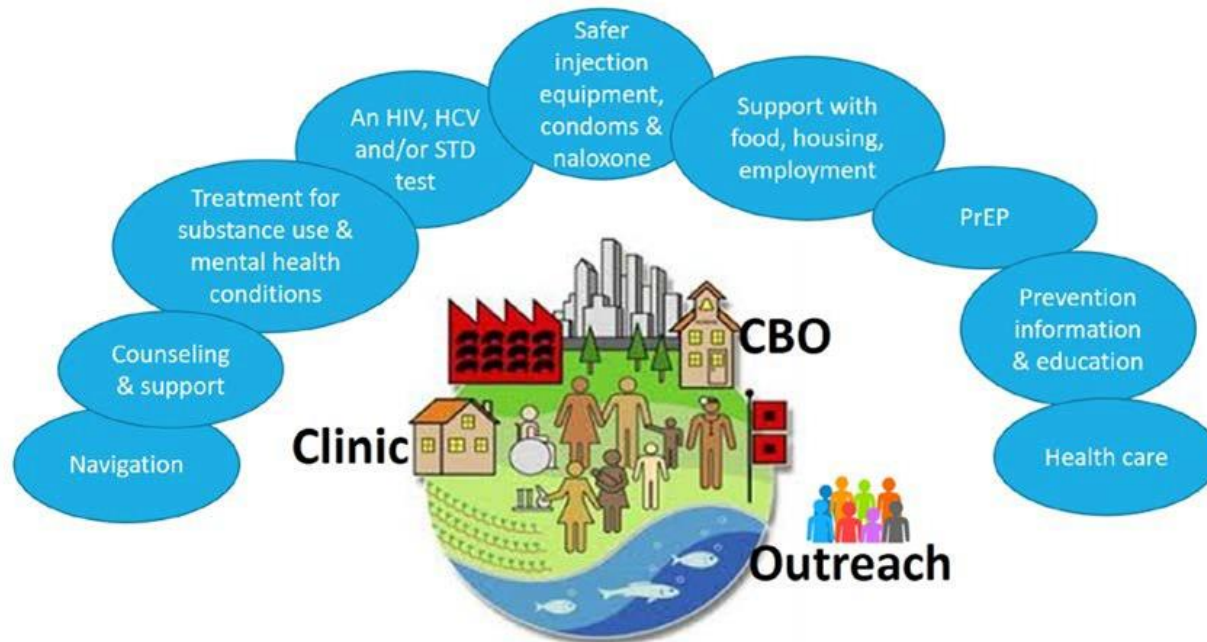 Navigation
Counseling
& support
Treatment for
substance use &
mental health
conditions
An HIV, HCV
and/or STD
test
Safer
injection
equipment,
condoms &
naloxone
Support with
food, housing,
employment
PrEP
Prevention
information
& education
Health care
CBO
Clinic
Outreach